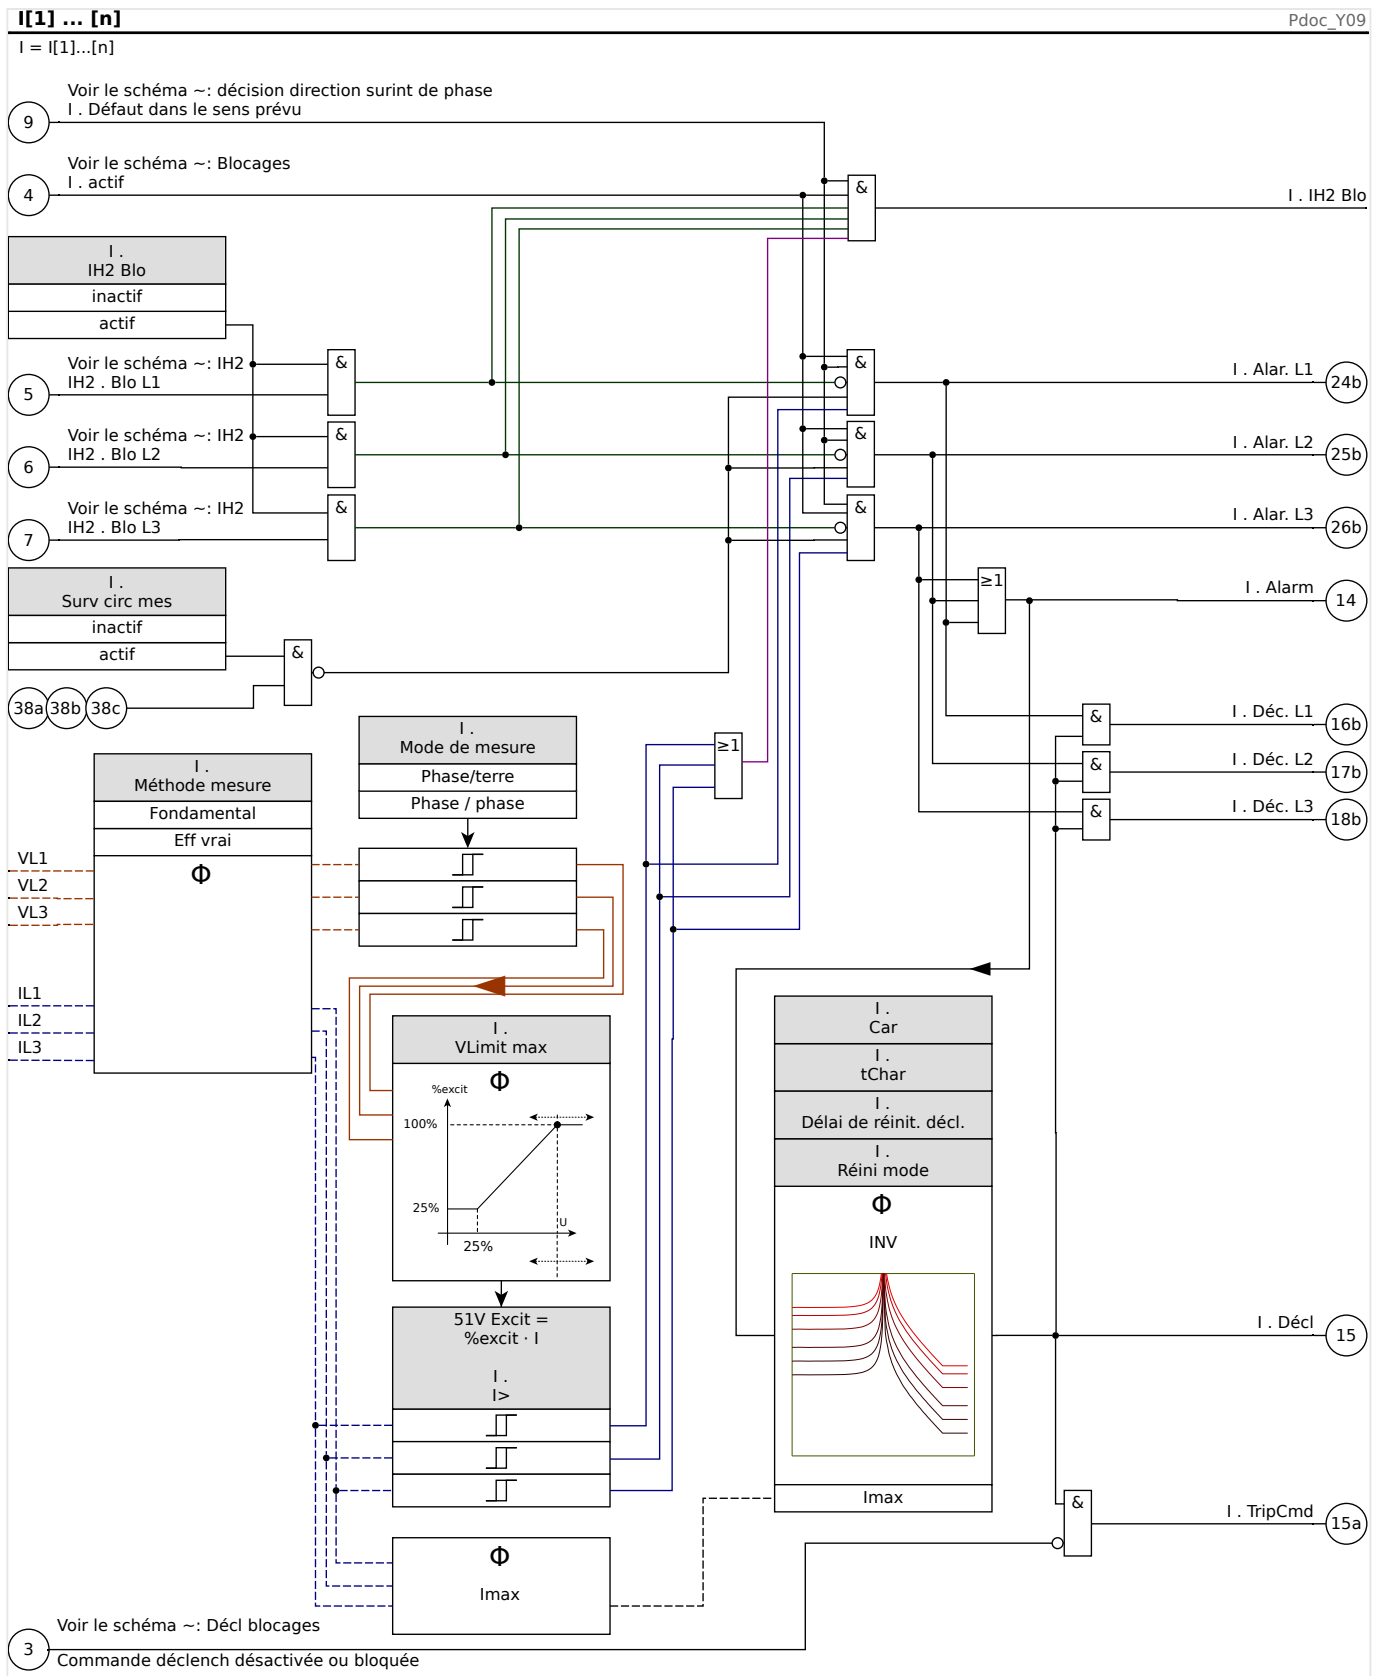 I[1] ... [n]
Pdoc_Y09
I = I[1]...[n]
Voir le schéma ~: décision direction surint de phase
9
I . Défaut dans le sens prévu
Voir le schéma ~: Blocages
4
I . actif
&
I . IH2 Blo
I .
IH2 Blo
inactif
actif
Voir le schéma ~: IH2
5
IH2 . Blo L1
&
&
I . Alar. L1
24b
Voir le schéma ~: IH2
6
IH2 . Blo L2
&
&
I . Alar. L2
25b
Voir le schéma ~: IH2
7
IH2 . Blo L3
&
&
I . Alar. L3
26b
I .
Surv circ mes
inactif
actif
&
≥1
I . Alarm
14
38a
38b
38c
&
I . Déc. L1
16b
&
I . Déc. L2
17b
&
I . Déc. L3
18b
I .
Mode de mesure
Phase/terre
Phase / phase
≥1
I .
Méthode mesure
Fondamental
Eff vrai
Φ
VL1
VL2
VL3
IL1
IL2
IL3
I .
VLimit max
Φ
%excit
100%
25%
U
25%
I .
Car
I .
tChar
I .
Délai de réinit. décl.
I .
Réini mode
Φ
INV
Imax
51V Excit =
%excit · I
I .
I>
I . Décl
15
&
I . TripCmd
15a
Φ
Imax
Voir le schéma ~: Décl blocages
3
Commande déclench désactivée ou bloquée